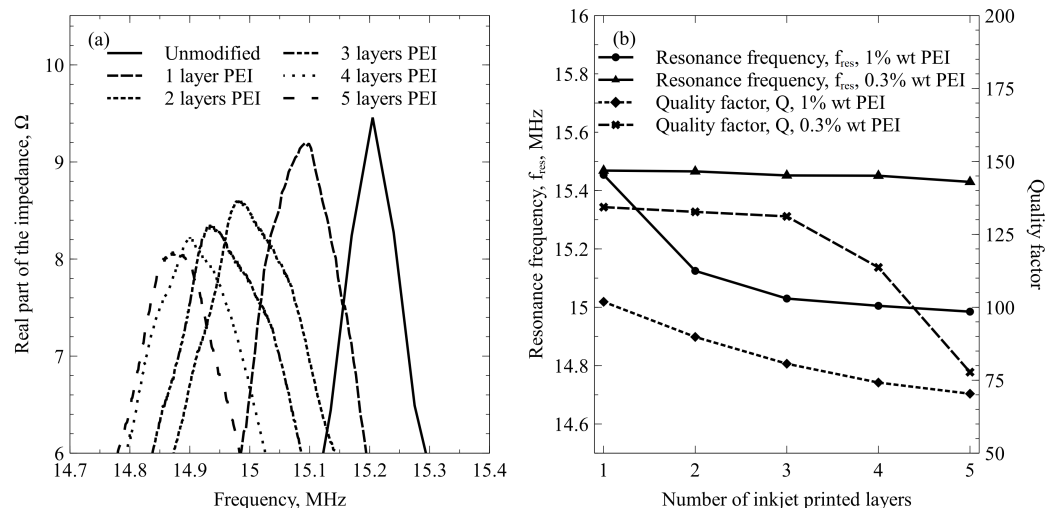 (a)
Unmodified
1 layer PEI
2 layers PEI
3 layers PEI
4 layers PEI
5 layers PEI
Real part of the impedance, Ω
10
9
8
7
6
14.7 14.8 14.9 15 15.1 15.2 15.3 15.4
Frequency, MHz
(b)
Resonance frequency, fres, 1% wt PEI
Resonance frequency, fres, 0.3% wt PEI
Quality factor, Q, 1% wt PEI
Quality factor, Q, 0.3% wt PEI
Resonance frequency, fres, MHz
16
15.8
15.6
15.4
15.2
15
14.8
14.6
200
175
150
125
100
75
50
Quality factor
1 2 3 4 5
Number of inkjet printed layers